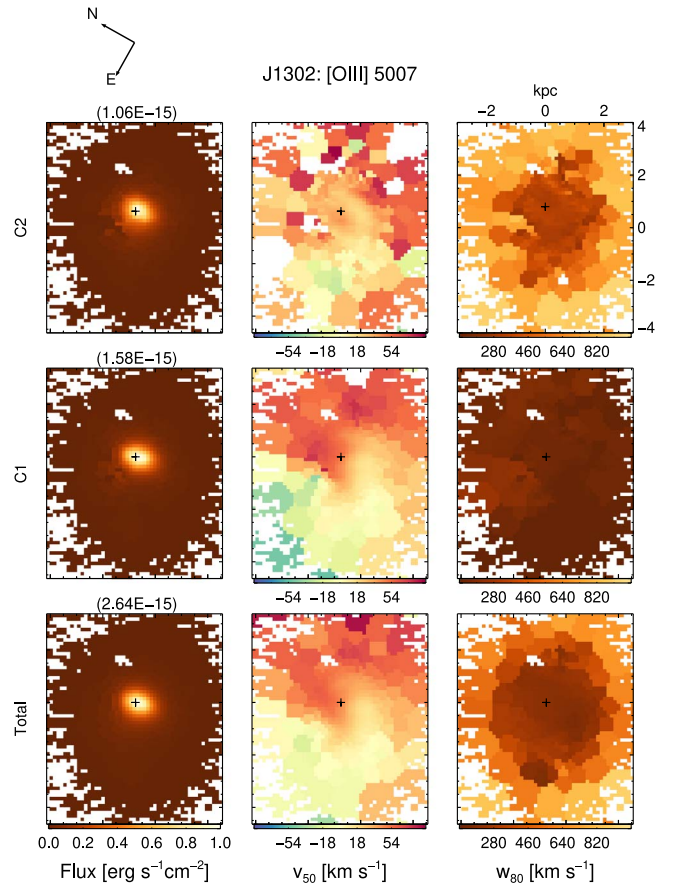 N
E
J1302: [OIII] 5007
kpc
−2 0 2
(1.06E−15)
C2
4
2
0
−2
−4
−54 −18 18 54
280 460 640 820
(1.58E−15)
C1
−54 −18 18 54
280 460 640 820
(2.64E−15)
Total
0.0 0.2 0.4 0.6 0.8 1.0
−54 −18 18 54
280 460 640 820
Flux [erg s⁻¹cm⁻²]
v₅₀ [km s⁻¹]
w₈₀ [km s⁻¹]